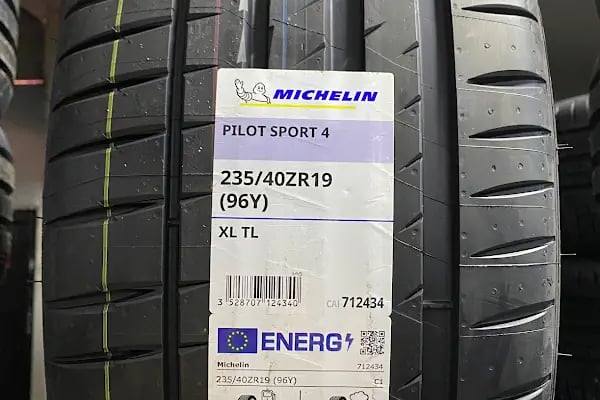 MICHELIN
PILOT SPORT 4
235/40ZR19
(96Y)
XL TL
3 528707 124340
CAI 712434
ENERG
Michelin 712434
235/40ZR19 (96Y) C1